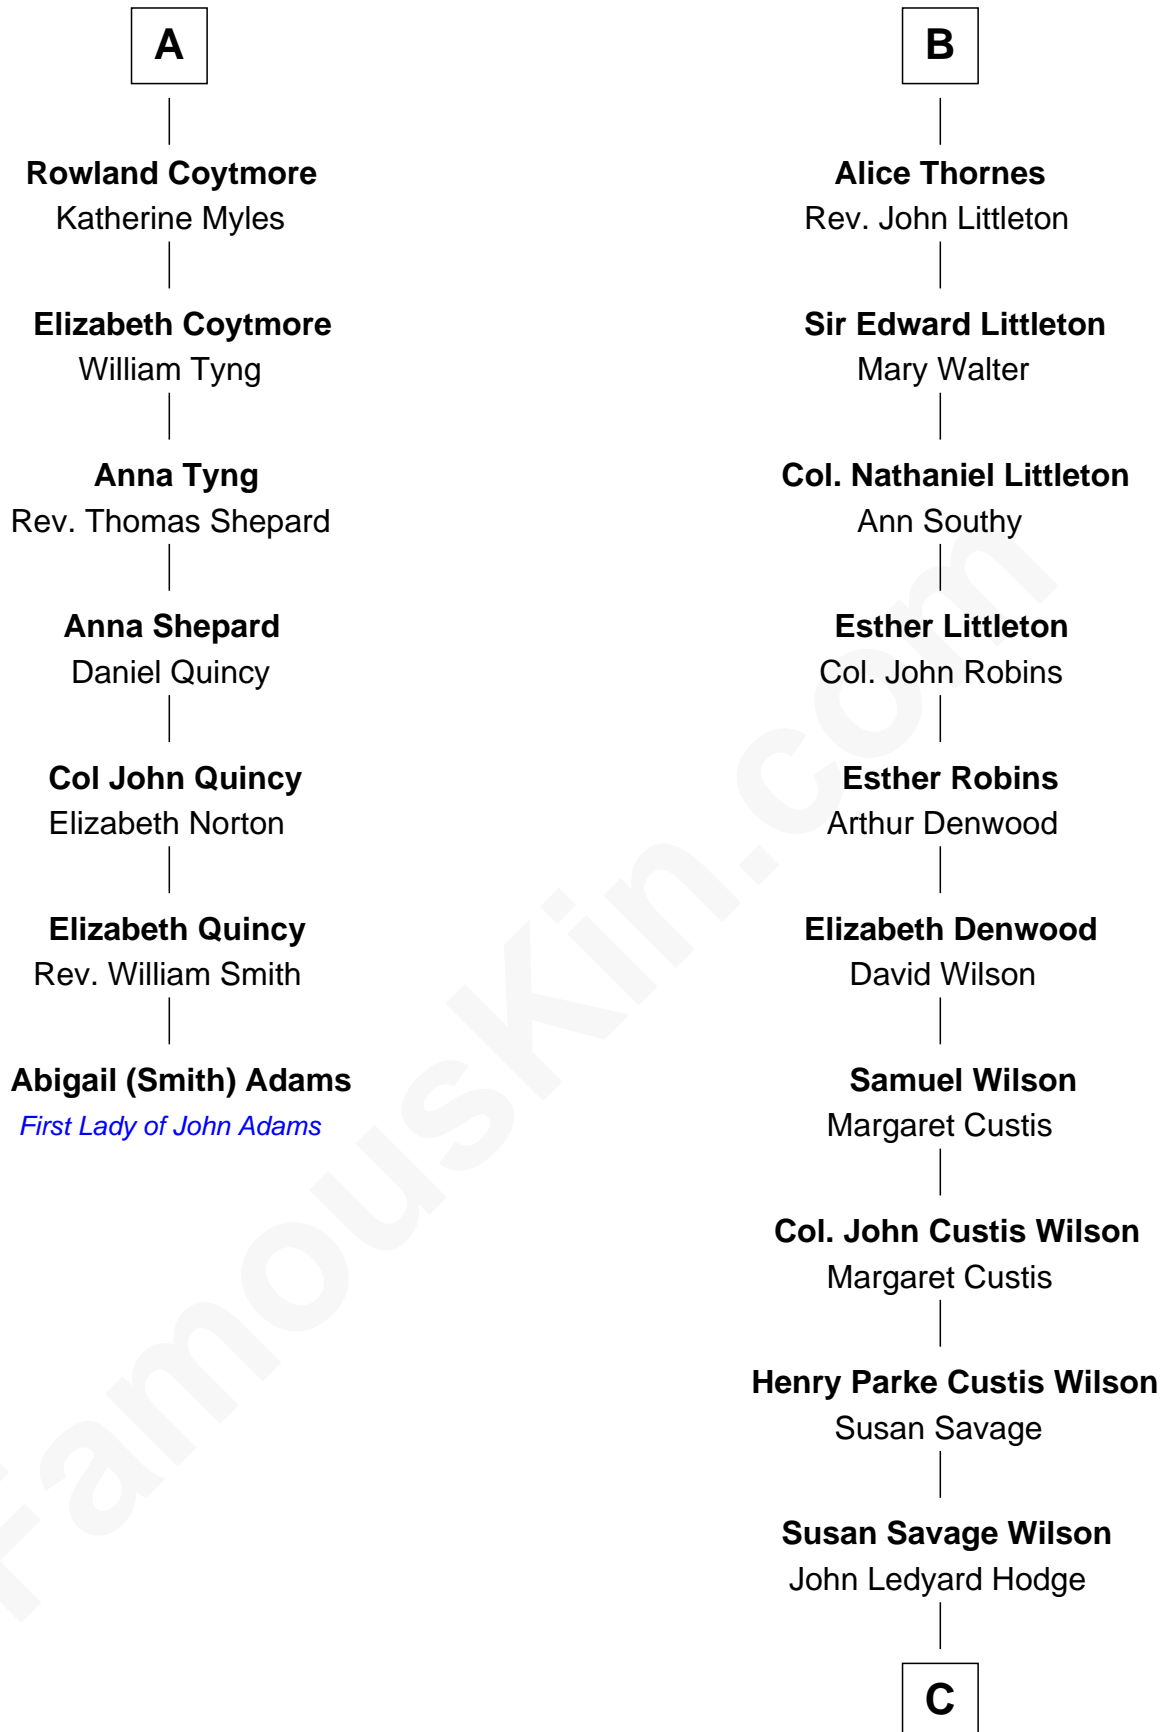 A
Rowland Coytmore
Katherine Myles
Elizabeth Coytmore
William Tyng
Anna Tyng
Rev. Thomas Shepard
Anna Shepard
Daniel Quincy
Col John Quincy
Elizabeth Norton
Elizabeth Quincy
Rev. William Smith
Abigail (Smith) Adams
First Lady of John Adams
B
Alice Thornes
Rev. John Littleton
Sir Edward Littleton
Mary Walter
Col. Nathaniel Littleton
Ann Southy
Esther Littleton
Col. John Robins
Esther Robins
Arthur Denwood
Elizabeth Denwood
David Wilson
Samuel Wilson
Margaret Custis
Col. John Custis Wilson
Margaret Custis
Henry Parke Custis Wilson
Susan Savage
Susan Savage Wilson
John Ledyard Hodge
C
FamousKin.com